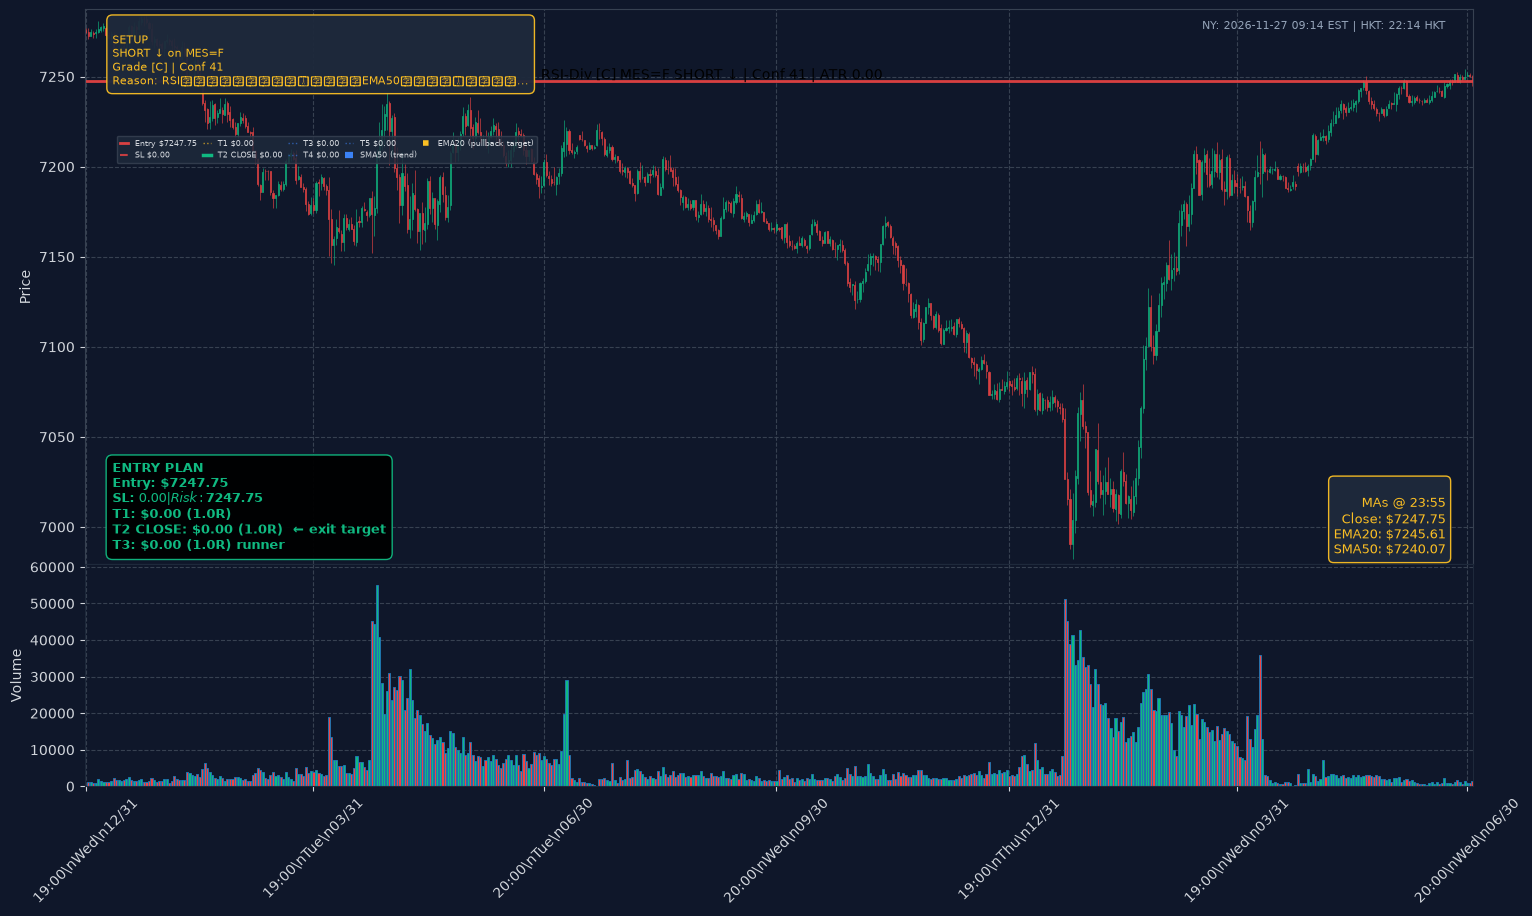 SETUP
SHORT ↓ on MES=F
Grade [C] | Conf 41
Reason: RSI EMA50 ...
NY: 2026-11-27 09:14 EST | HKT: 22:14 HKT
RSI-Div [C] MES=F SHORT ↓ | Conf 41 | ATR 0.00
Entry $7247.75
T1 $0.00
T3 $0.00
T5 $0.00
EMA20 (pullback target)
SL $0.00
T2 CLOSE $0.00
T4 $0.00
SMA50 (trend)
7250
7200
7150
7100
7050
7000
Price
ENTRY PLAN
Entry: $7247.75
SL: 0.00|Risk:7247.75
T1: $0.00 (1.0R)
T2 CLOSE: $0.00 (1.0R) ← exit target
T3: $0.00 (1.0R) runner
MAs @ 23:55
Close: $7247.75
EMA20: $7245.61
SMA50: $7240.07
60000
50000
40000
30000
20000
10000
0
Volume
19:00\nWed\n12/31
19:00\nTue\n03/31
20:00\nTue\n06/30
20:00\nWed\n09/30
19:00\nThu\n12/31
19:00\nWed\n03/31
20:00\nWed\n06/30